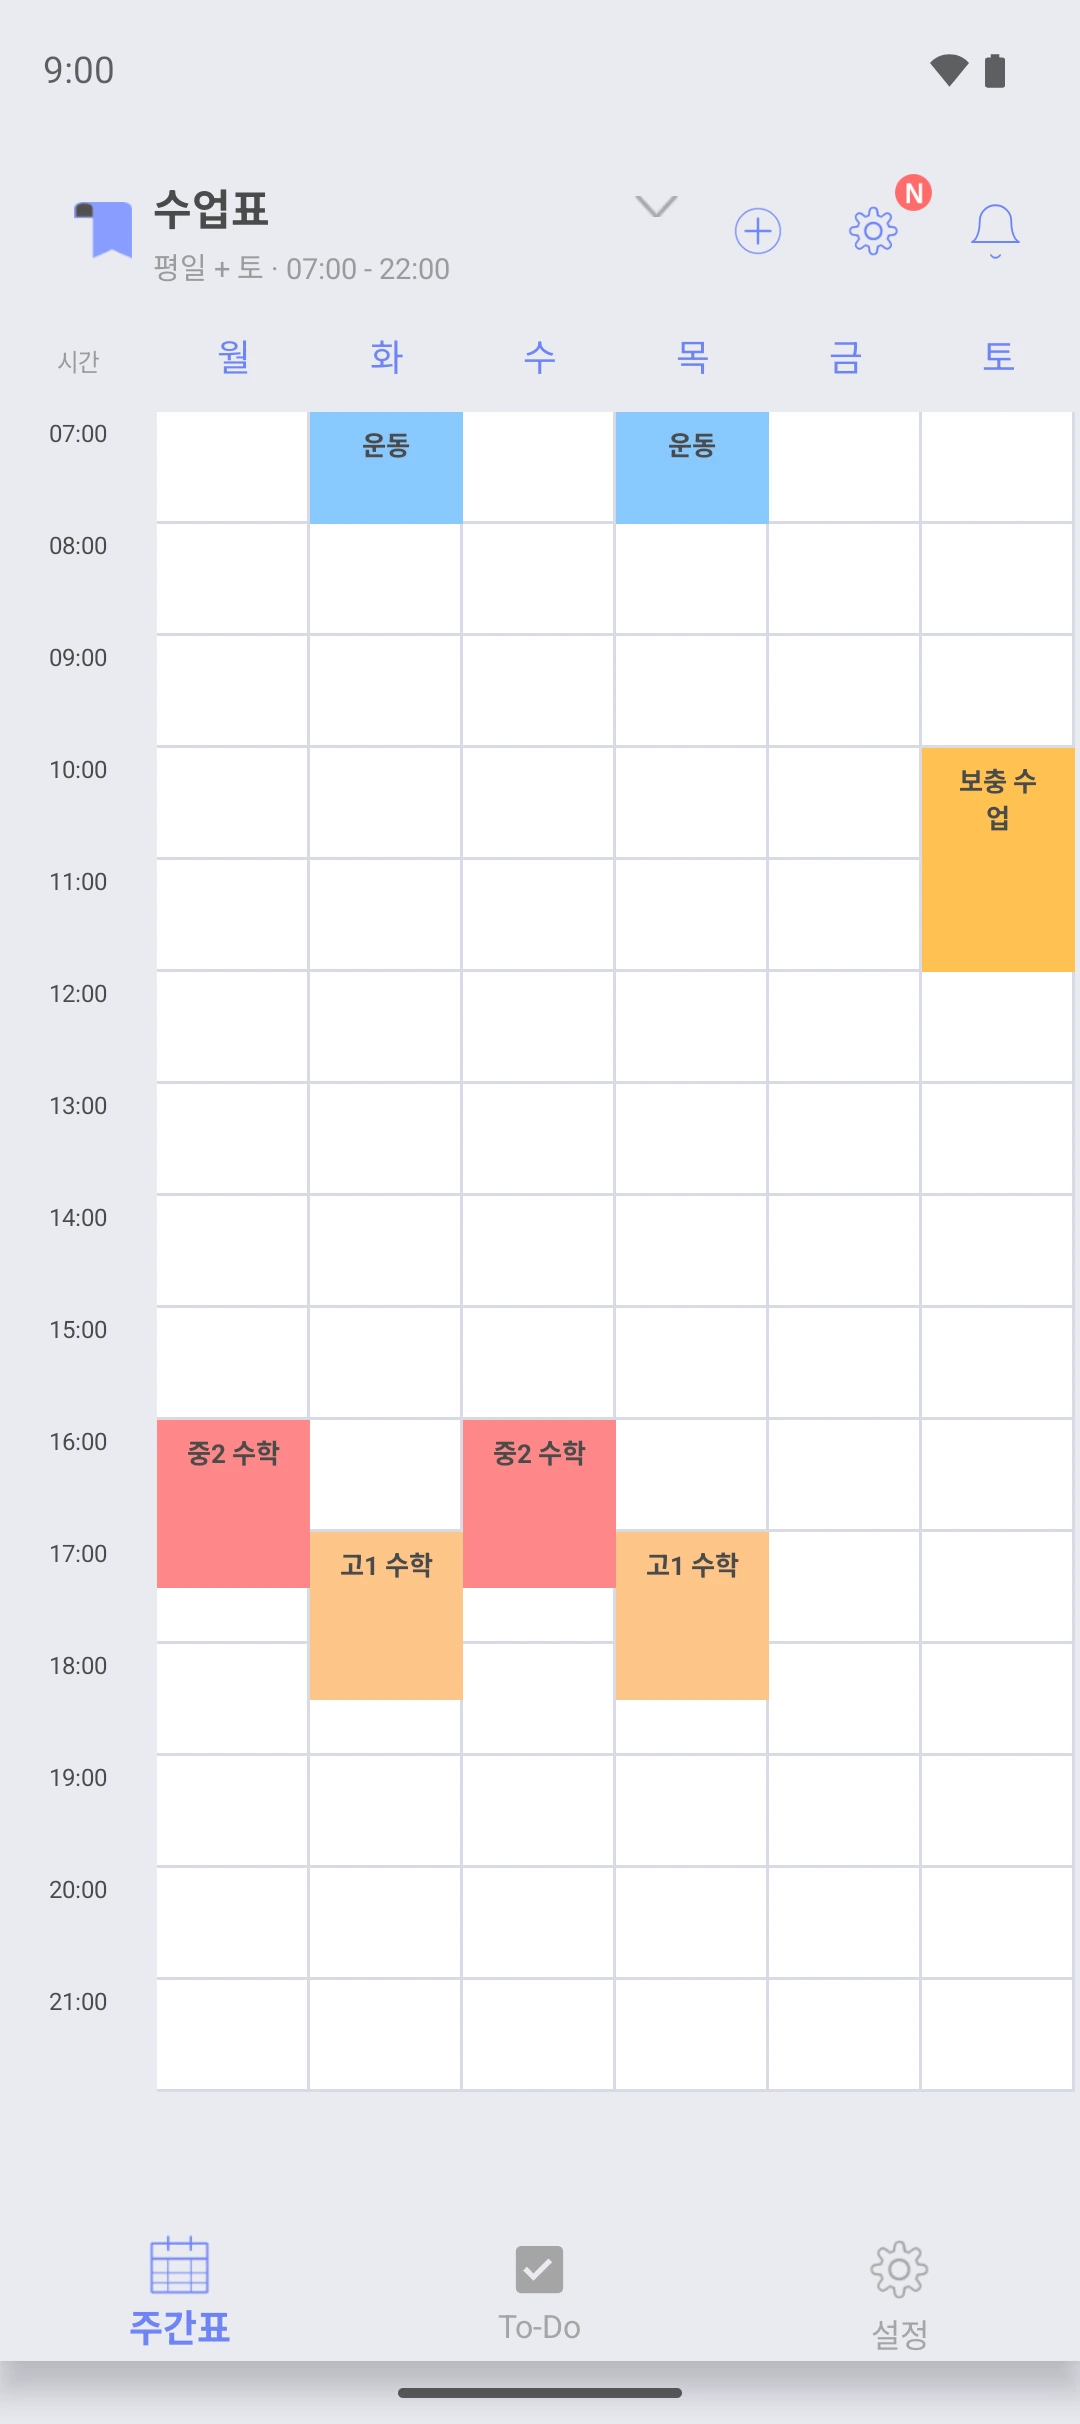 9:00
수업표
N
평일 + 토 · 07:00 - 22:00
시간 월 화 수 목 금 토
07:00 운동 운동
08:00
09:00
10:00 보충 수
업
11:00
12:00
13:00
14:00
15:00
16:00 중2 수학 중2 수학
17:00 고1 수학 고1 수학
18:00
19:00
20:00
21:00
주간표 To-Do 설정